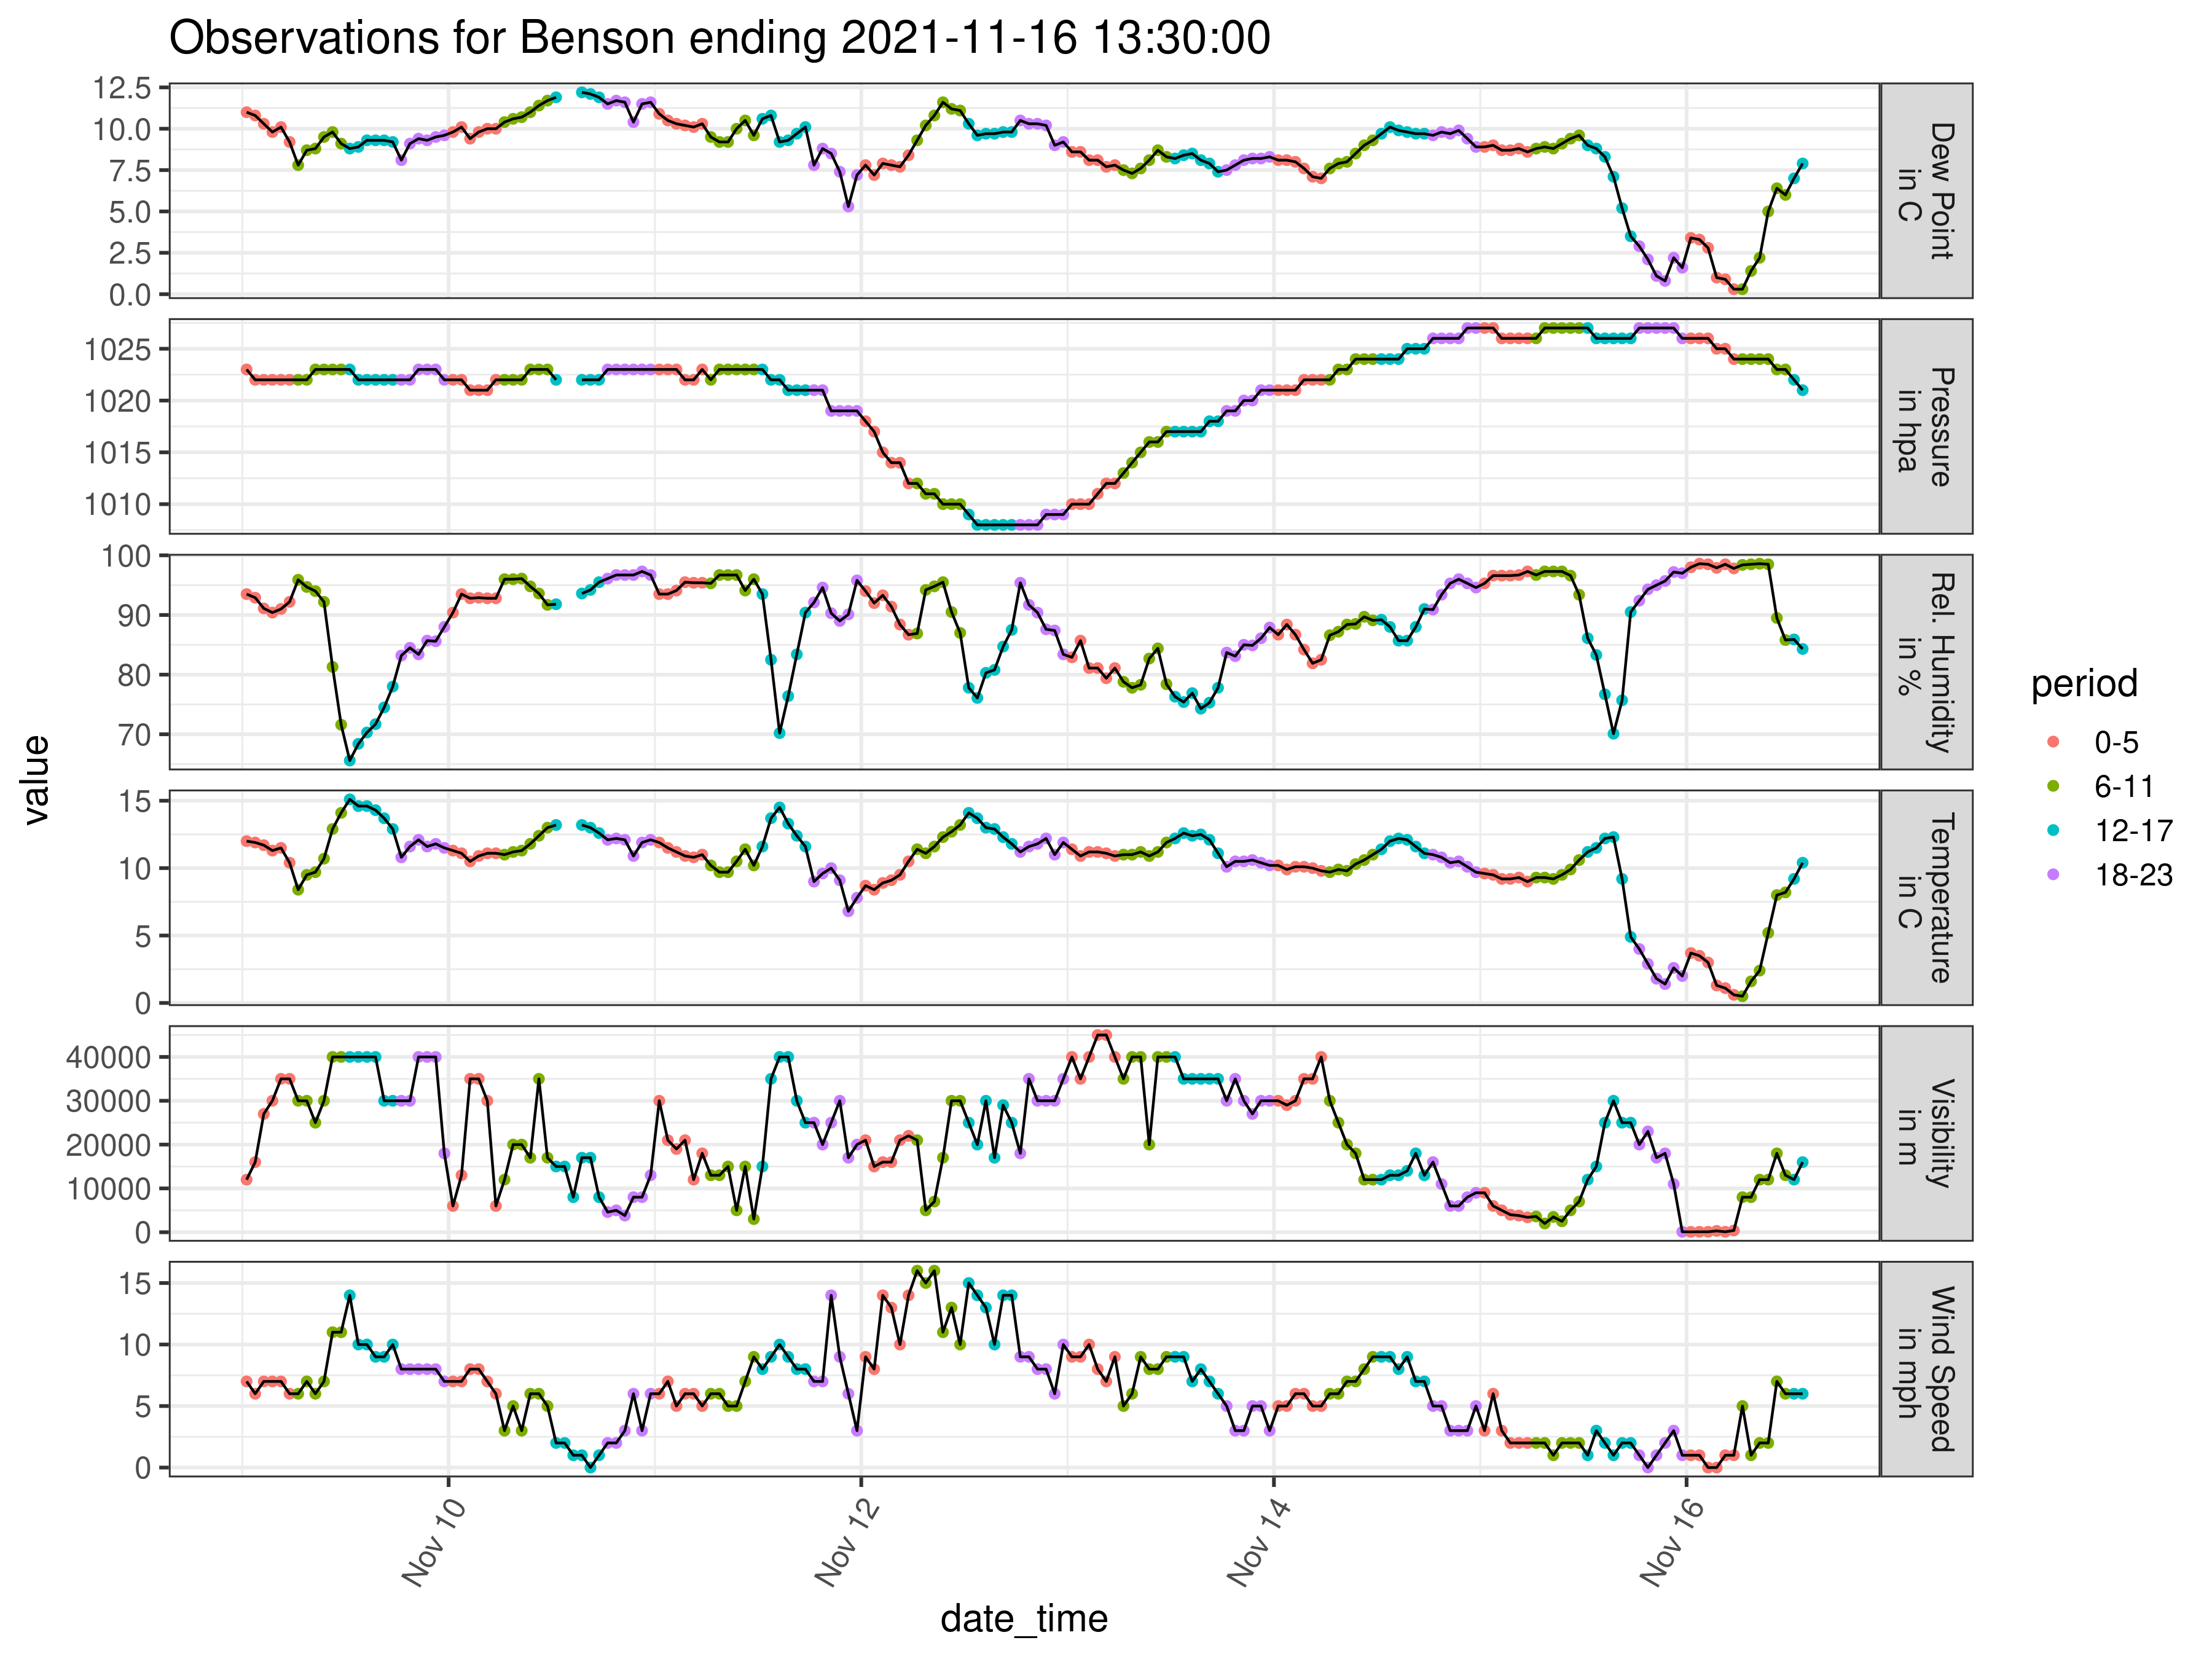 Observations for Benson ending 2021-11-16 13:30:00
12.5
10.0
7.5
5.0
2.5
0.0
Dew Point
in C
1025
1020
1015
1010
Pressure
in hpa
100
90
80
70
Rel. Humidity
in %
15
10
5
0
Temperature
in C
40000
30000
20000
10000
0
Visibility
in m
15
10
5
0
Wind Speed
in mph
Nov 10
Nov 12
Nov 14
Nov 16
date_time
value
period
0-5
6-11
12-17
18-23